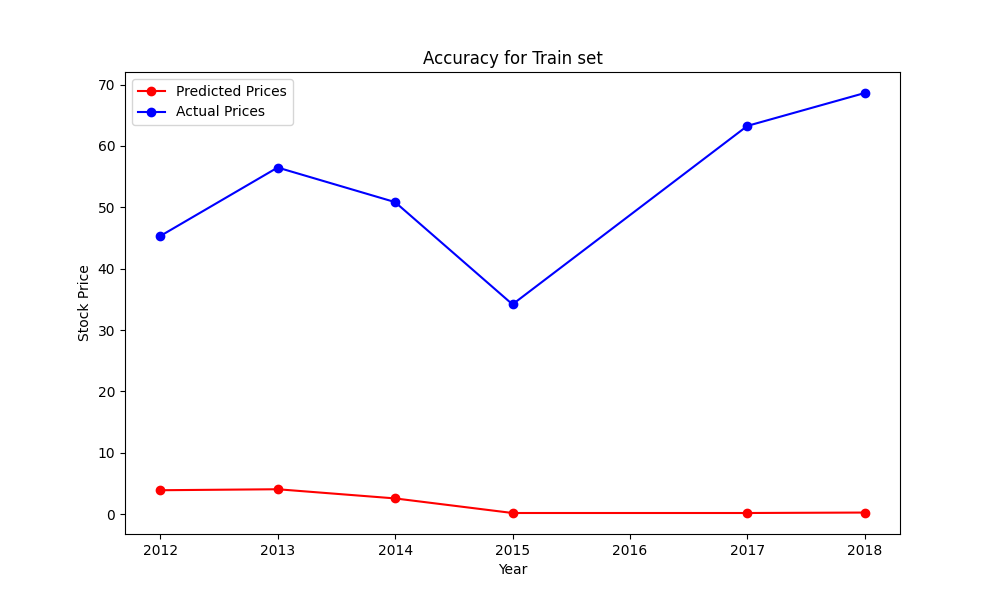 Accuracy for Train set
Predicted Prices
Actual Prices
Stock Price
70
60
50
40
30
20
10
0
2012 2013 2014 2015 2016 2017 2018
Year